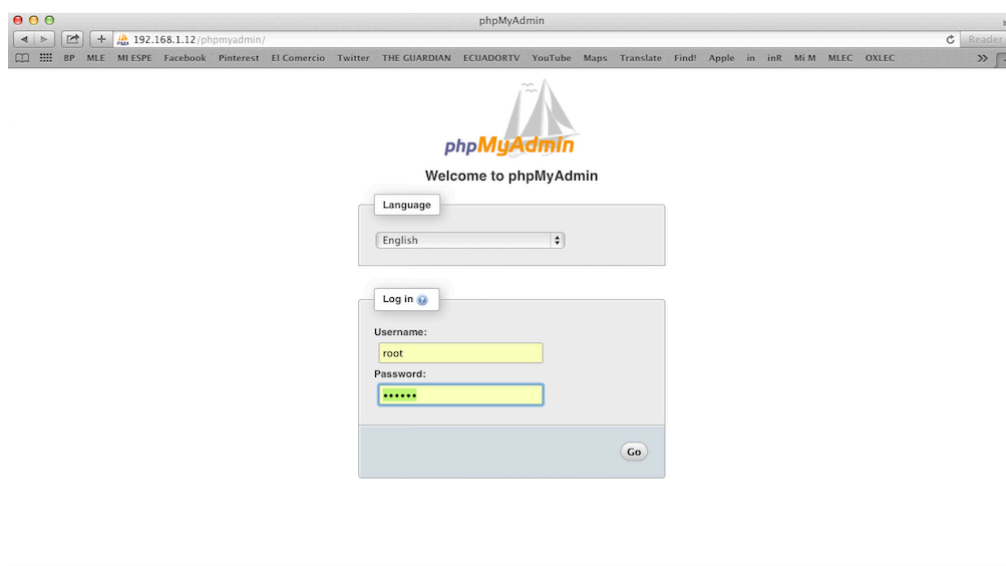 phpMyAdmin
192.168.1.12/phpmyadmin/
Reader
BP MLE MI ESPE Facebook Pinterest El Comercio Twitter THE GUARDIAN ECUADORTV YouTube Maps Translate Find! Apple in inR Mi M MLEC OXLEC >>
phpMyAdmin
Welcome to phpMyAdmin
Language
English
Log in
Username:
root
Password:
••••••
Go